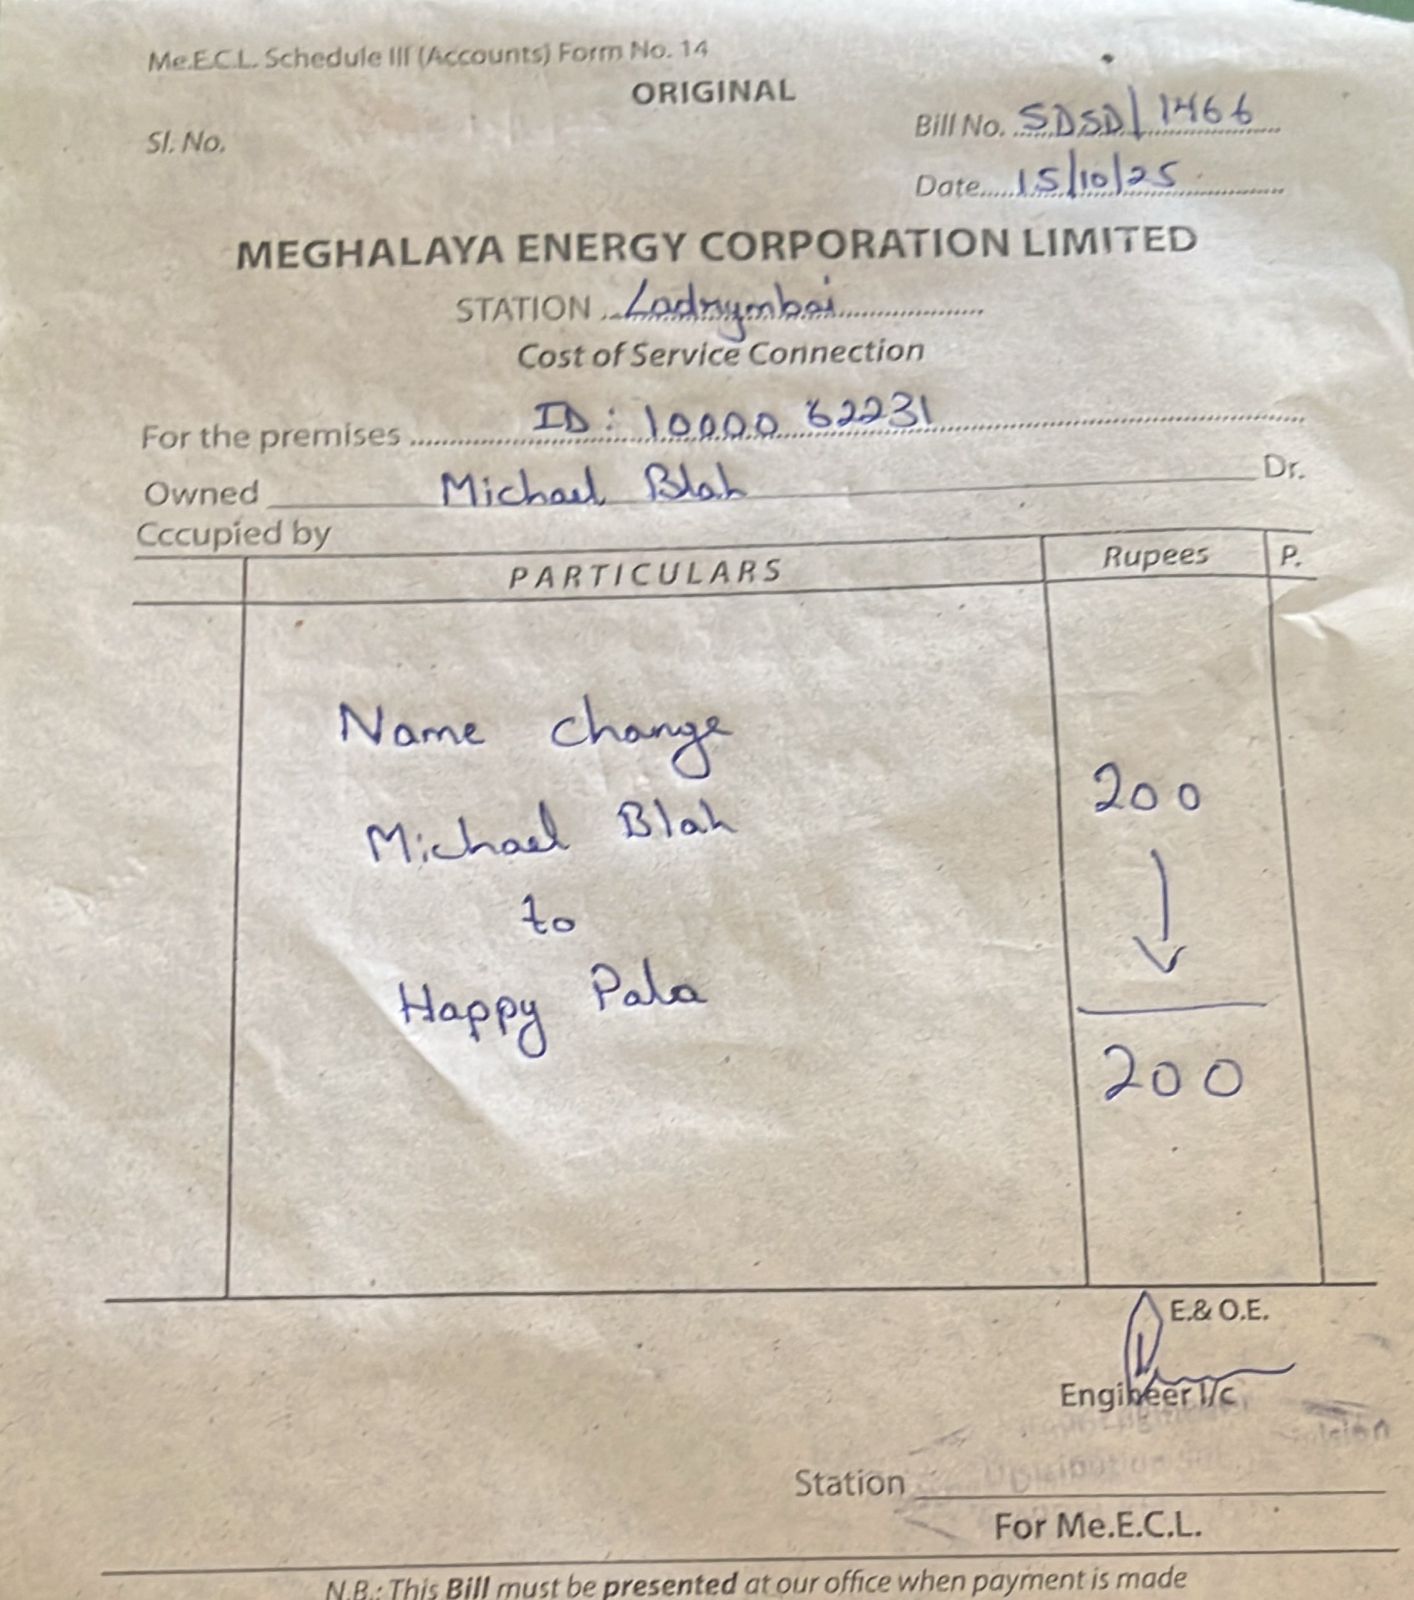 Me.E.C.L. Schedule III (Accounts) Form No. 14
ORIGINAL
Sl. No.
Bill No. SDSD/1466
Date 15/10/25
MEGHALAYA ENERGY CORPORATION LIMITED
STATION Ladrymbai
Cost of Service Connection
For the premises ID: 10000 62231
Owned Michael Blah Dr.
Cccupied by
PARTICULARS Rupees P.
Name change
200
Michael Blah
to
Happy Pala
200
E.& O.E.
Engineer I/c
Station
For Me.E.C.L.
N.B.: This Bill must be presented at our office when payment is made